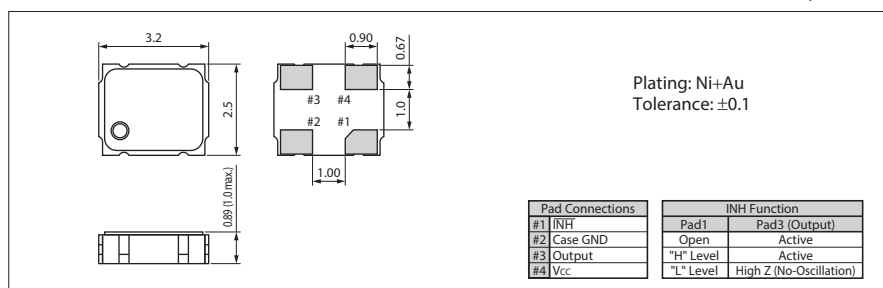 3.2
2.5
0.89 (1.0 max.)
0.90
0.67
1.0
1.00
#3 #4
#2 #1
Plating: Ni+Au
Tolerance: ±0.1
Pad Connections
#1 INH
#2 Case GND
#3 Output
#4 Vcc
INH Function
Pad1 Pad3 (Output)
Open Active
"H" Level Active
"L" Level High Z (No-Oscillation)